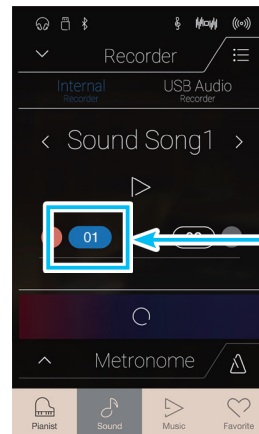 Recorder
Internal
Recorder
USB Audio
Recorder
Sound Song1
01
Metronome
Pianist
Sound
Music
Favorite